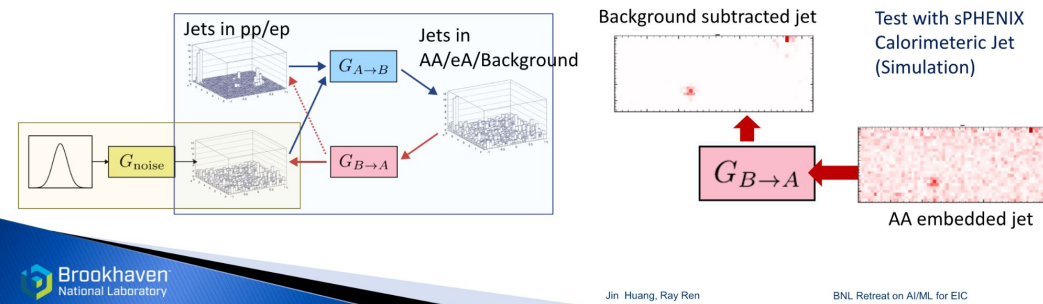 Jets in pp/ep
Jets in
AA/eA/Background
G_{A→B}
G_{noise}
G_{B→A}
Background subtracted jet
Test with sPHENIX
Calorimeteric Jet
(Simulation)
G_{B→A}
AA embedded jet
Brookhaven
National Laboratory
Jin Huang, Ray Ren
BNL Retreat on AI/ML for EIC